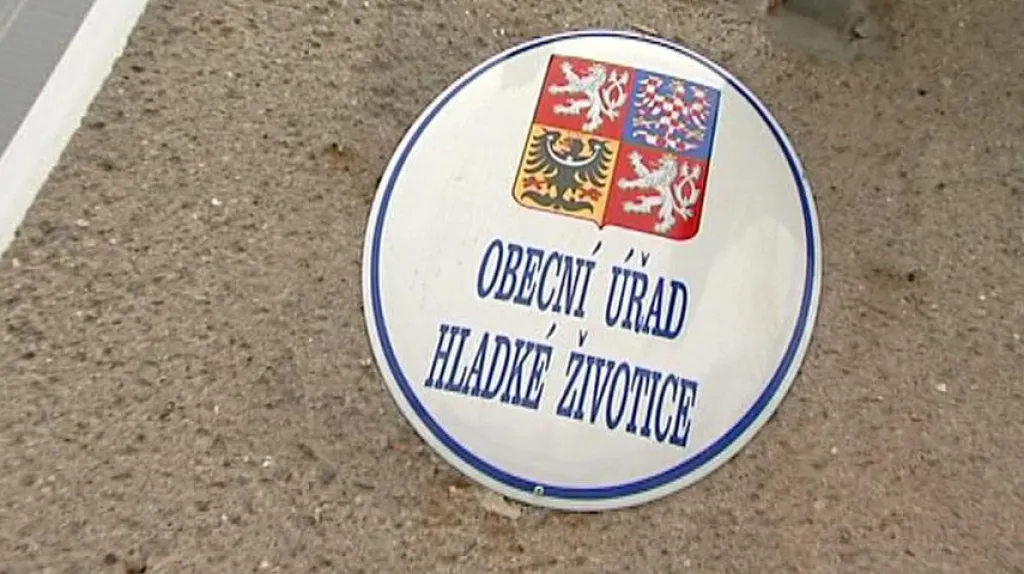 OBECNÍ ÚŘAD
HLADKÉ ŽIVOTICE